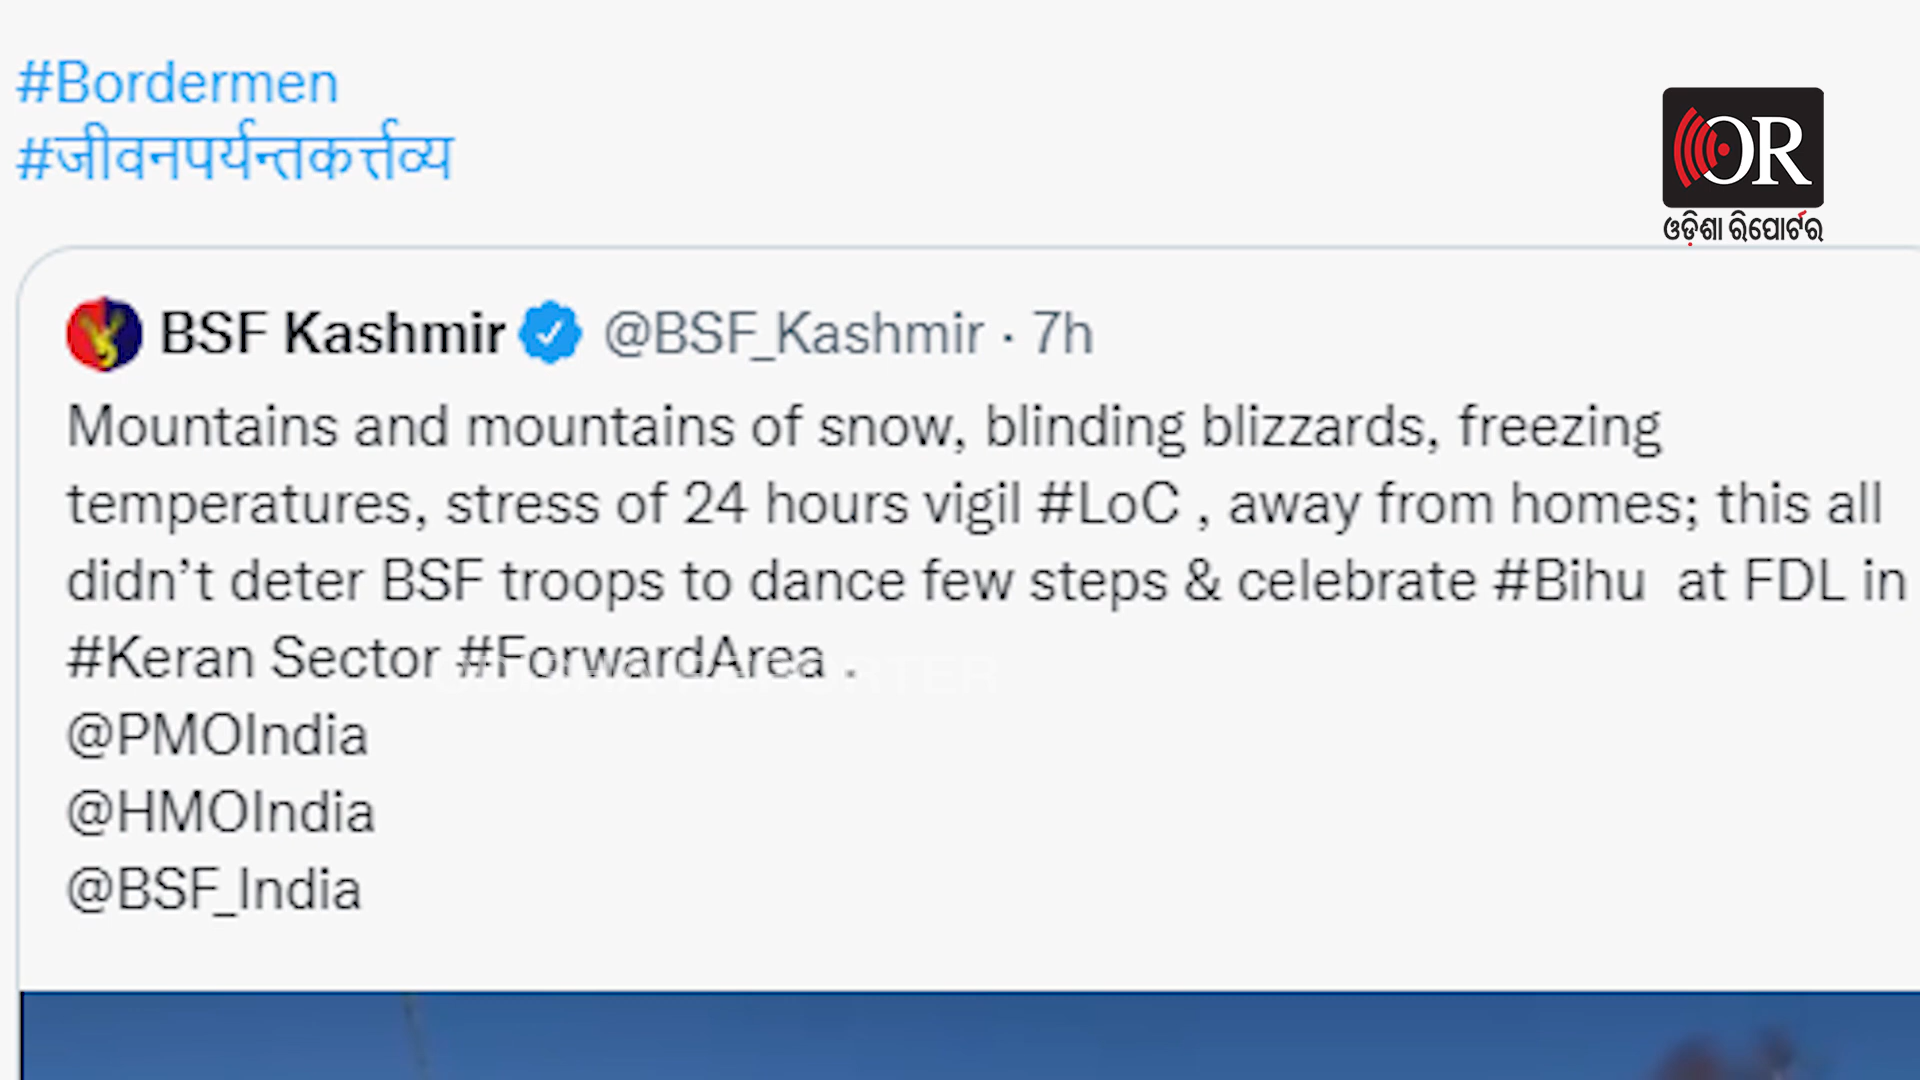 #Bordermen
#जीवनपर्यन्तकर्त्तव्य
OR
ଓଡ଼ିଶା ରିପୋର୍ଟର
BSF Kashmir @BSF_Kashmir · 7h
Mountains and mountains of snow, blinding blizzards, freezing
temperatures, stress of 24 hours vigil #LoC , away from homes; this all
didn’t deter BSF troops to dance few steps & celebrate #Bihu at FDL in
#Keran Sector #ForwardArea .
ODISHA REPORTER
@PMOIndia
@HMOIndia
@BSF_India